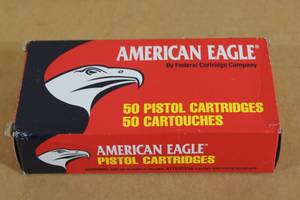 AMERICAN EAGLE®
By Federal Cartridge Company
50 PISTOL CARTRIDGES
50 CARTOUCHES
AMERICAN EAGLE®
PISTOL CARTRIDGES